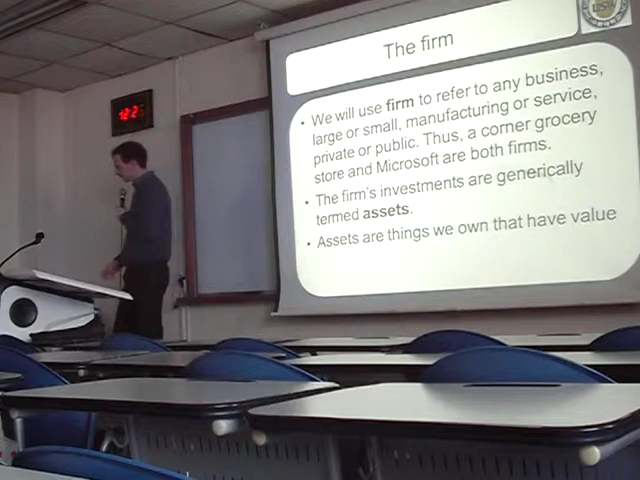 The firm
• We will use firm to refer to any business,
large or small, manufacturing or service,
private or public. Thus, a corner grocery
store and Microsoft are both firms.
• The firm's investments are generically
termed assets.
• Assets are things we own that have value